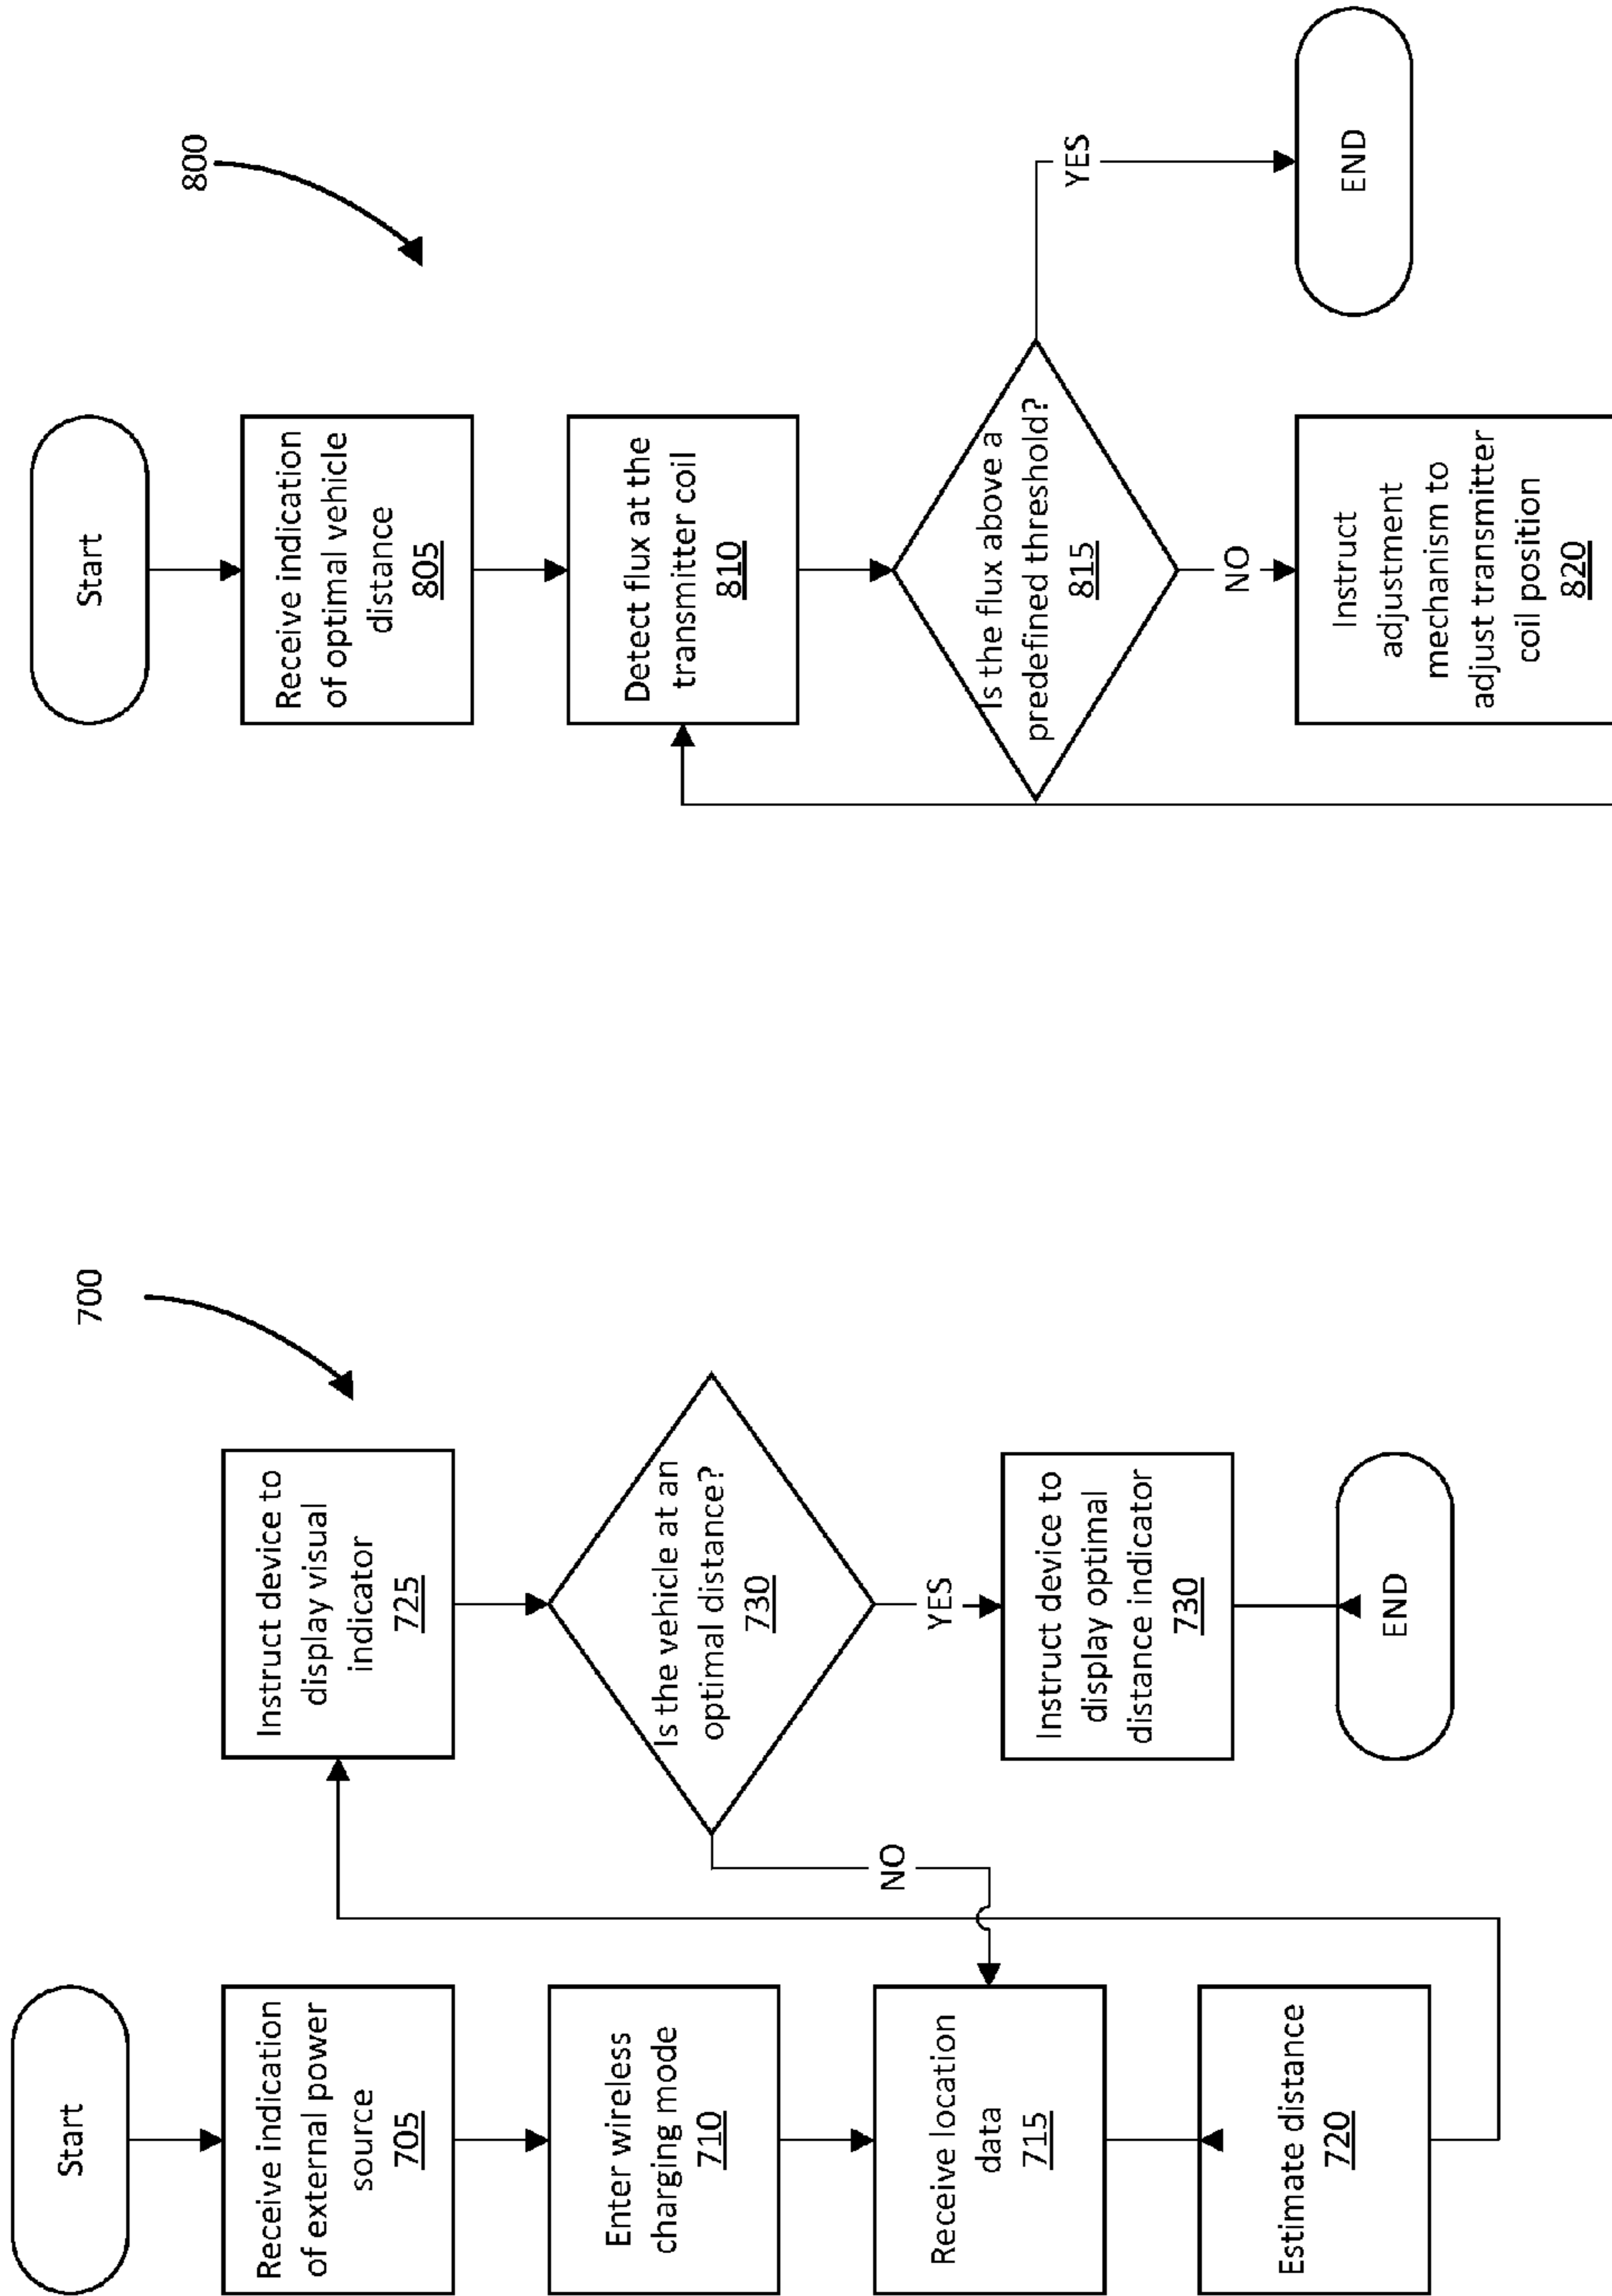 700
Start
Receive indication
of external power
source
705
Enter wireless
charging mode
710
Receive location
data
715
Estimate distance
720
Instruct device to
display visual
indicator
725
Is the vehicle at an
optimal distance?
730
NO
YES
Instruct device to
display optimal
distance indicator
730
END
800
Start
Receive indication
of optimal vehicle
distance
805
Detect flux at the
transmitter coil
810
Is the flux above a
predefined threshold?
815
YES
NO
END
Instruct
adjustment
mechanism to
adjust transmitter
coil position
820